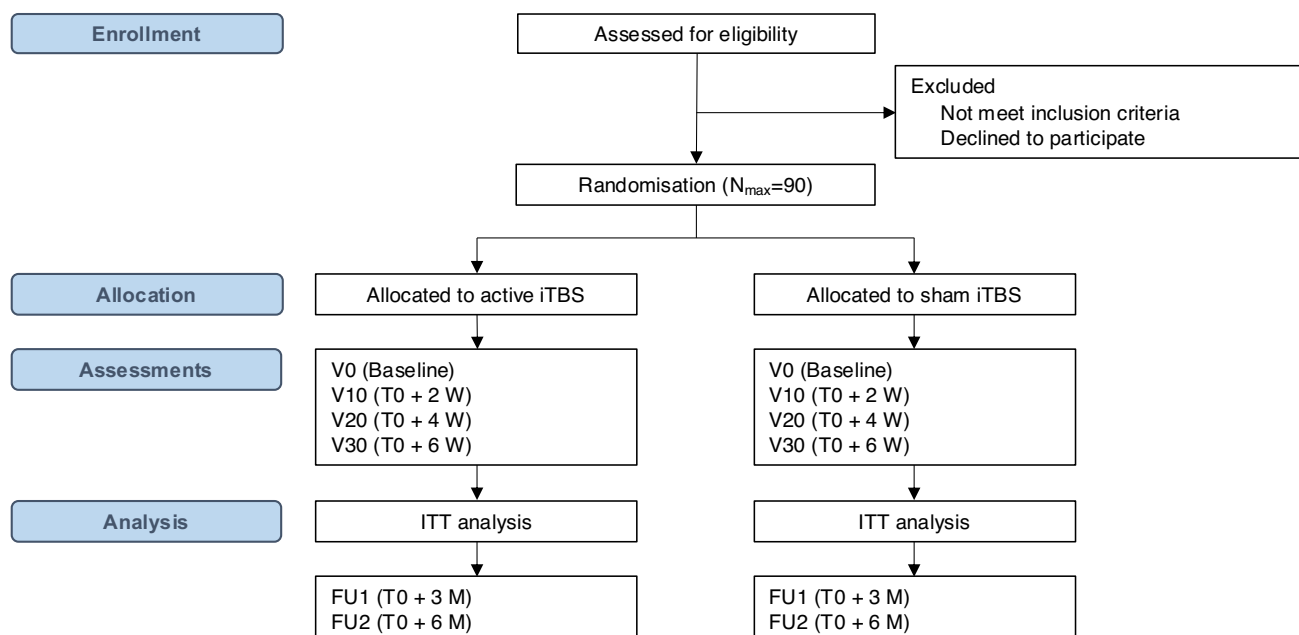 Enrollment
Assessed for eligibility
Excluded
Not meet inclusion criteria
Declined to participate
Randomisation (Nmax=90)
Allocation
Allocated to active iTBS
Allocated to sham iTBS
Assessments
V0 (Baseline)
V10 (T0 + 2 W)
V20 (T0 + 4 W)
V30 (T0 + 6 W)
V0 (Baseline)
V10 (T0 + 2 W)
V20 (T0 + 4 W)
V30 (T0 + 6 W)
Analysis
ITT analysis
ITT analysis
FU1 (T0 + 3 M)
FU2 (T0 + 6 M)
FU1 (T0 + 3 M)
FU2 (T0 + 6 M)